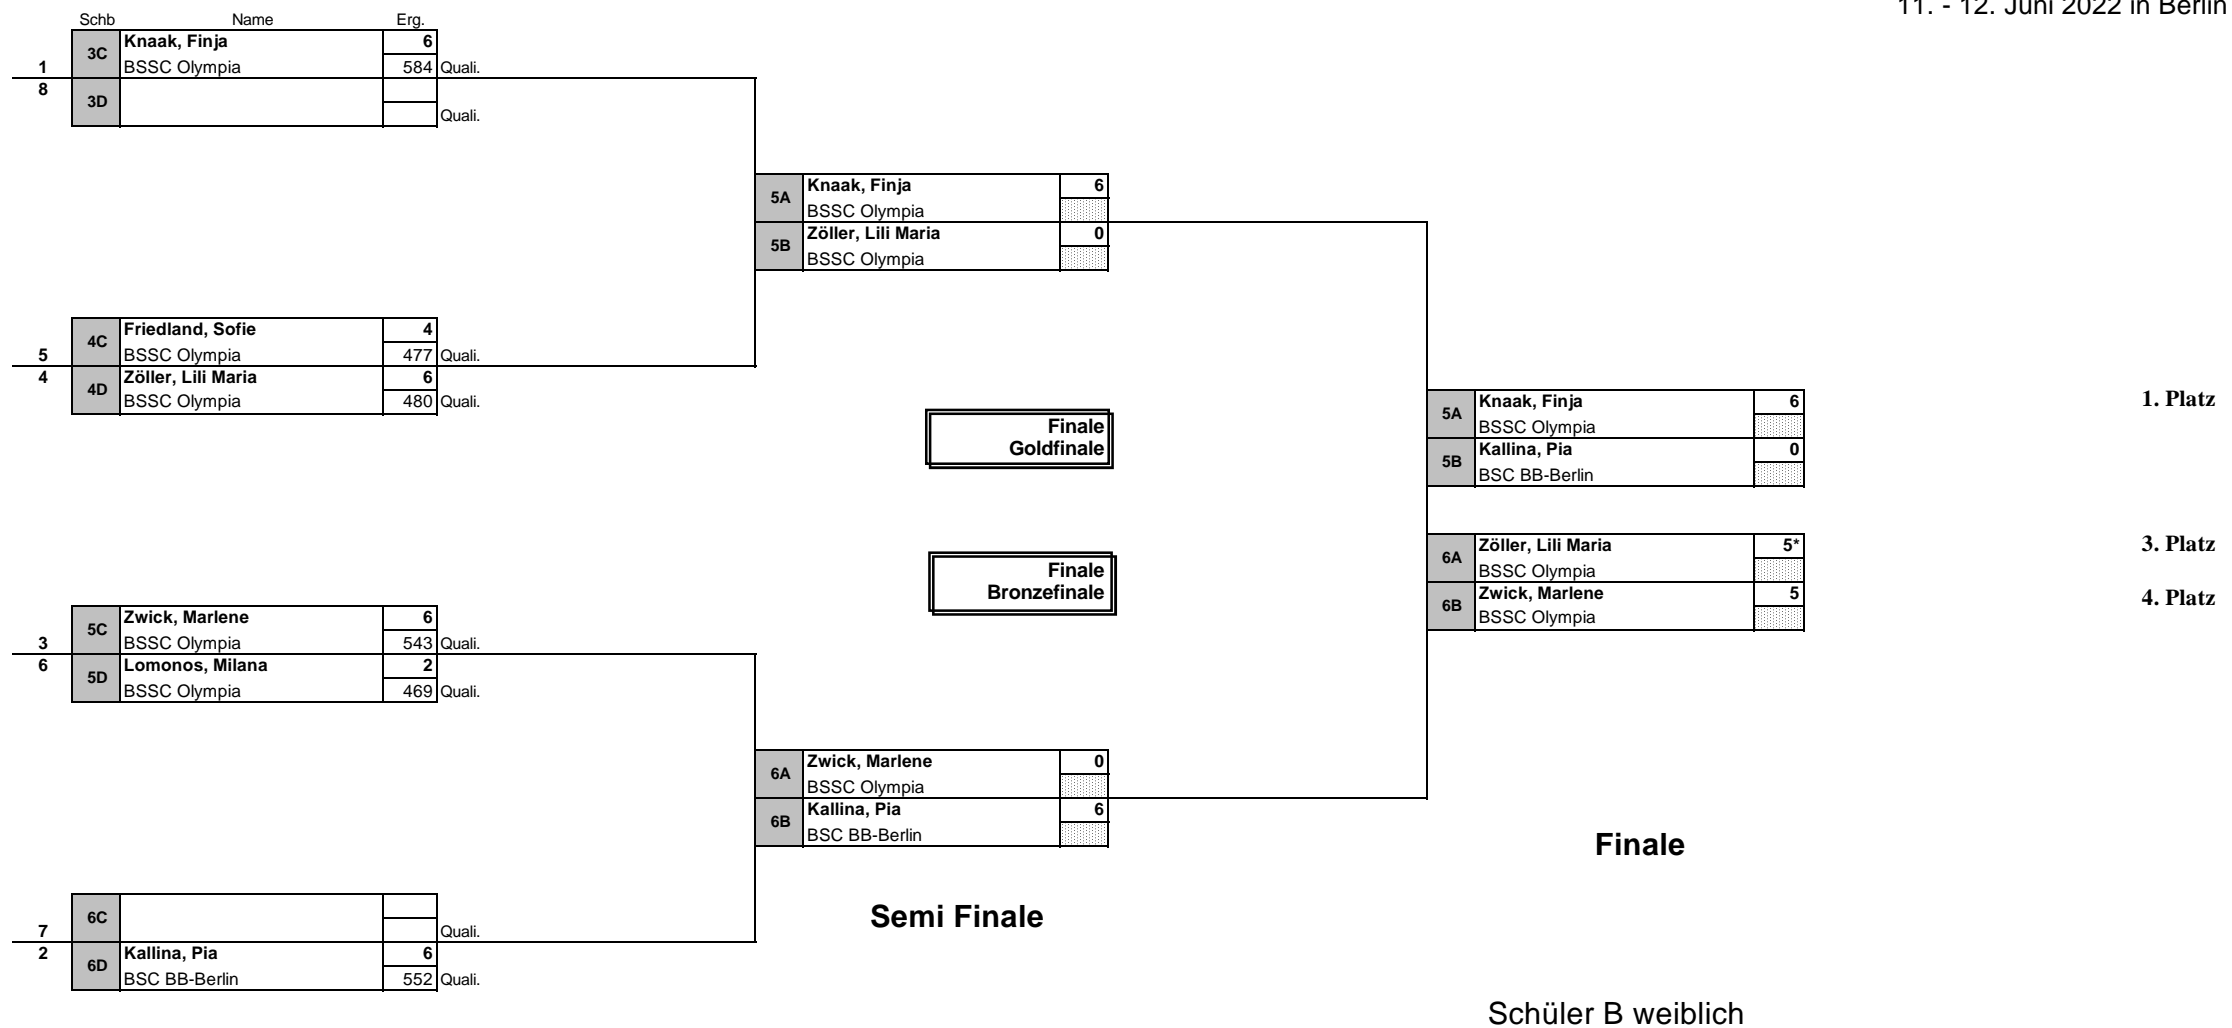 11. - 12. Juni 2022 in Berlin
Schb Name Erg.
3C Knaak, Finja 6
1 BSSC Olympia 584 Quali.
8 3D
Quali.
5A Knaak, Finja 6
BSSC Olympia
5B Zöller, Lili Maria 0
BSSC Olympia
4C Friedland, Sofie 4
5 BSSC Olympia 477 Quali.
4 4D Zöller, Lili Maria 6
BSSC Olympia 480 Quali.
Finale
Goldfinale
5A Knaak, Finja 6 1. Platz
BSSC Olympia
5B Kallina, Pia 0
BSC BB-Berlin
Finale
Bronzefinale
6A Zöller, Lili Maria 5* 3. Platz
BSSC Olympia
6B Zwick, Marlene 5 4. Platz
BSSC Olympia
5C Zwick, Marlene 6
3 BSSC Olympia 543 Quali.
6 5D Lomonos, Milana 2
BSSC Olympia 469 Quali.
6A Zwick, Marlene 0
BSSC Olympia
6B Kallina, Pia 6
BSC BB-Berlin
Finale
6C
7 Quali.
2 6D Kallina, Pia 6
BSC BB-Berlin 552 Quali.
Semi Finale
Schüler B weiblich